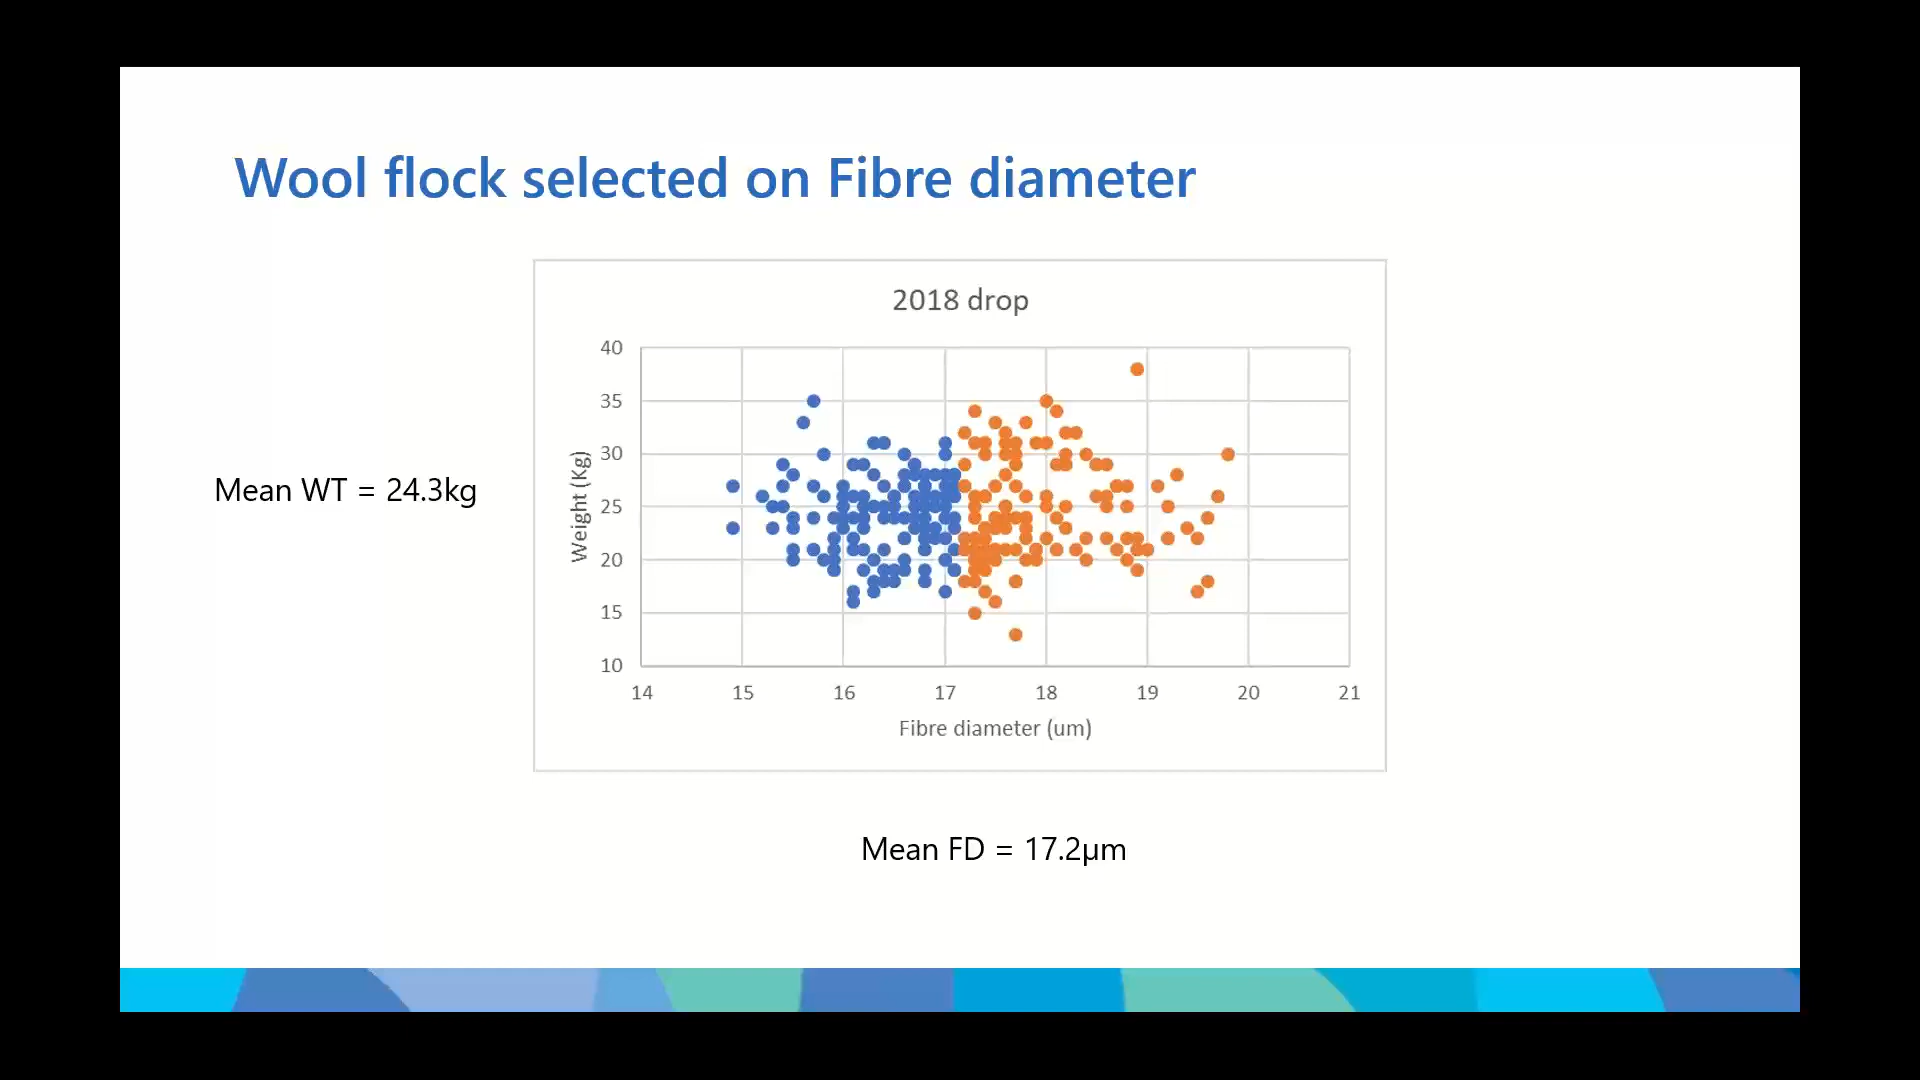 Wool flock selected on Fibre diameter
2018 drop
40
35
30
25
20
15
10
Weight (Kg)
Mean WT = 24.3kg
14 15 16 17 18 19 20 21
Fibre diameter (um)
Mean FD = 17.2µm